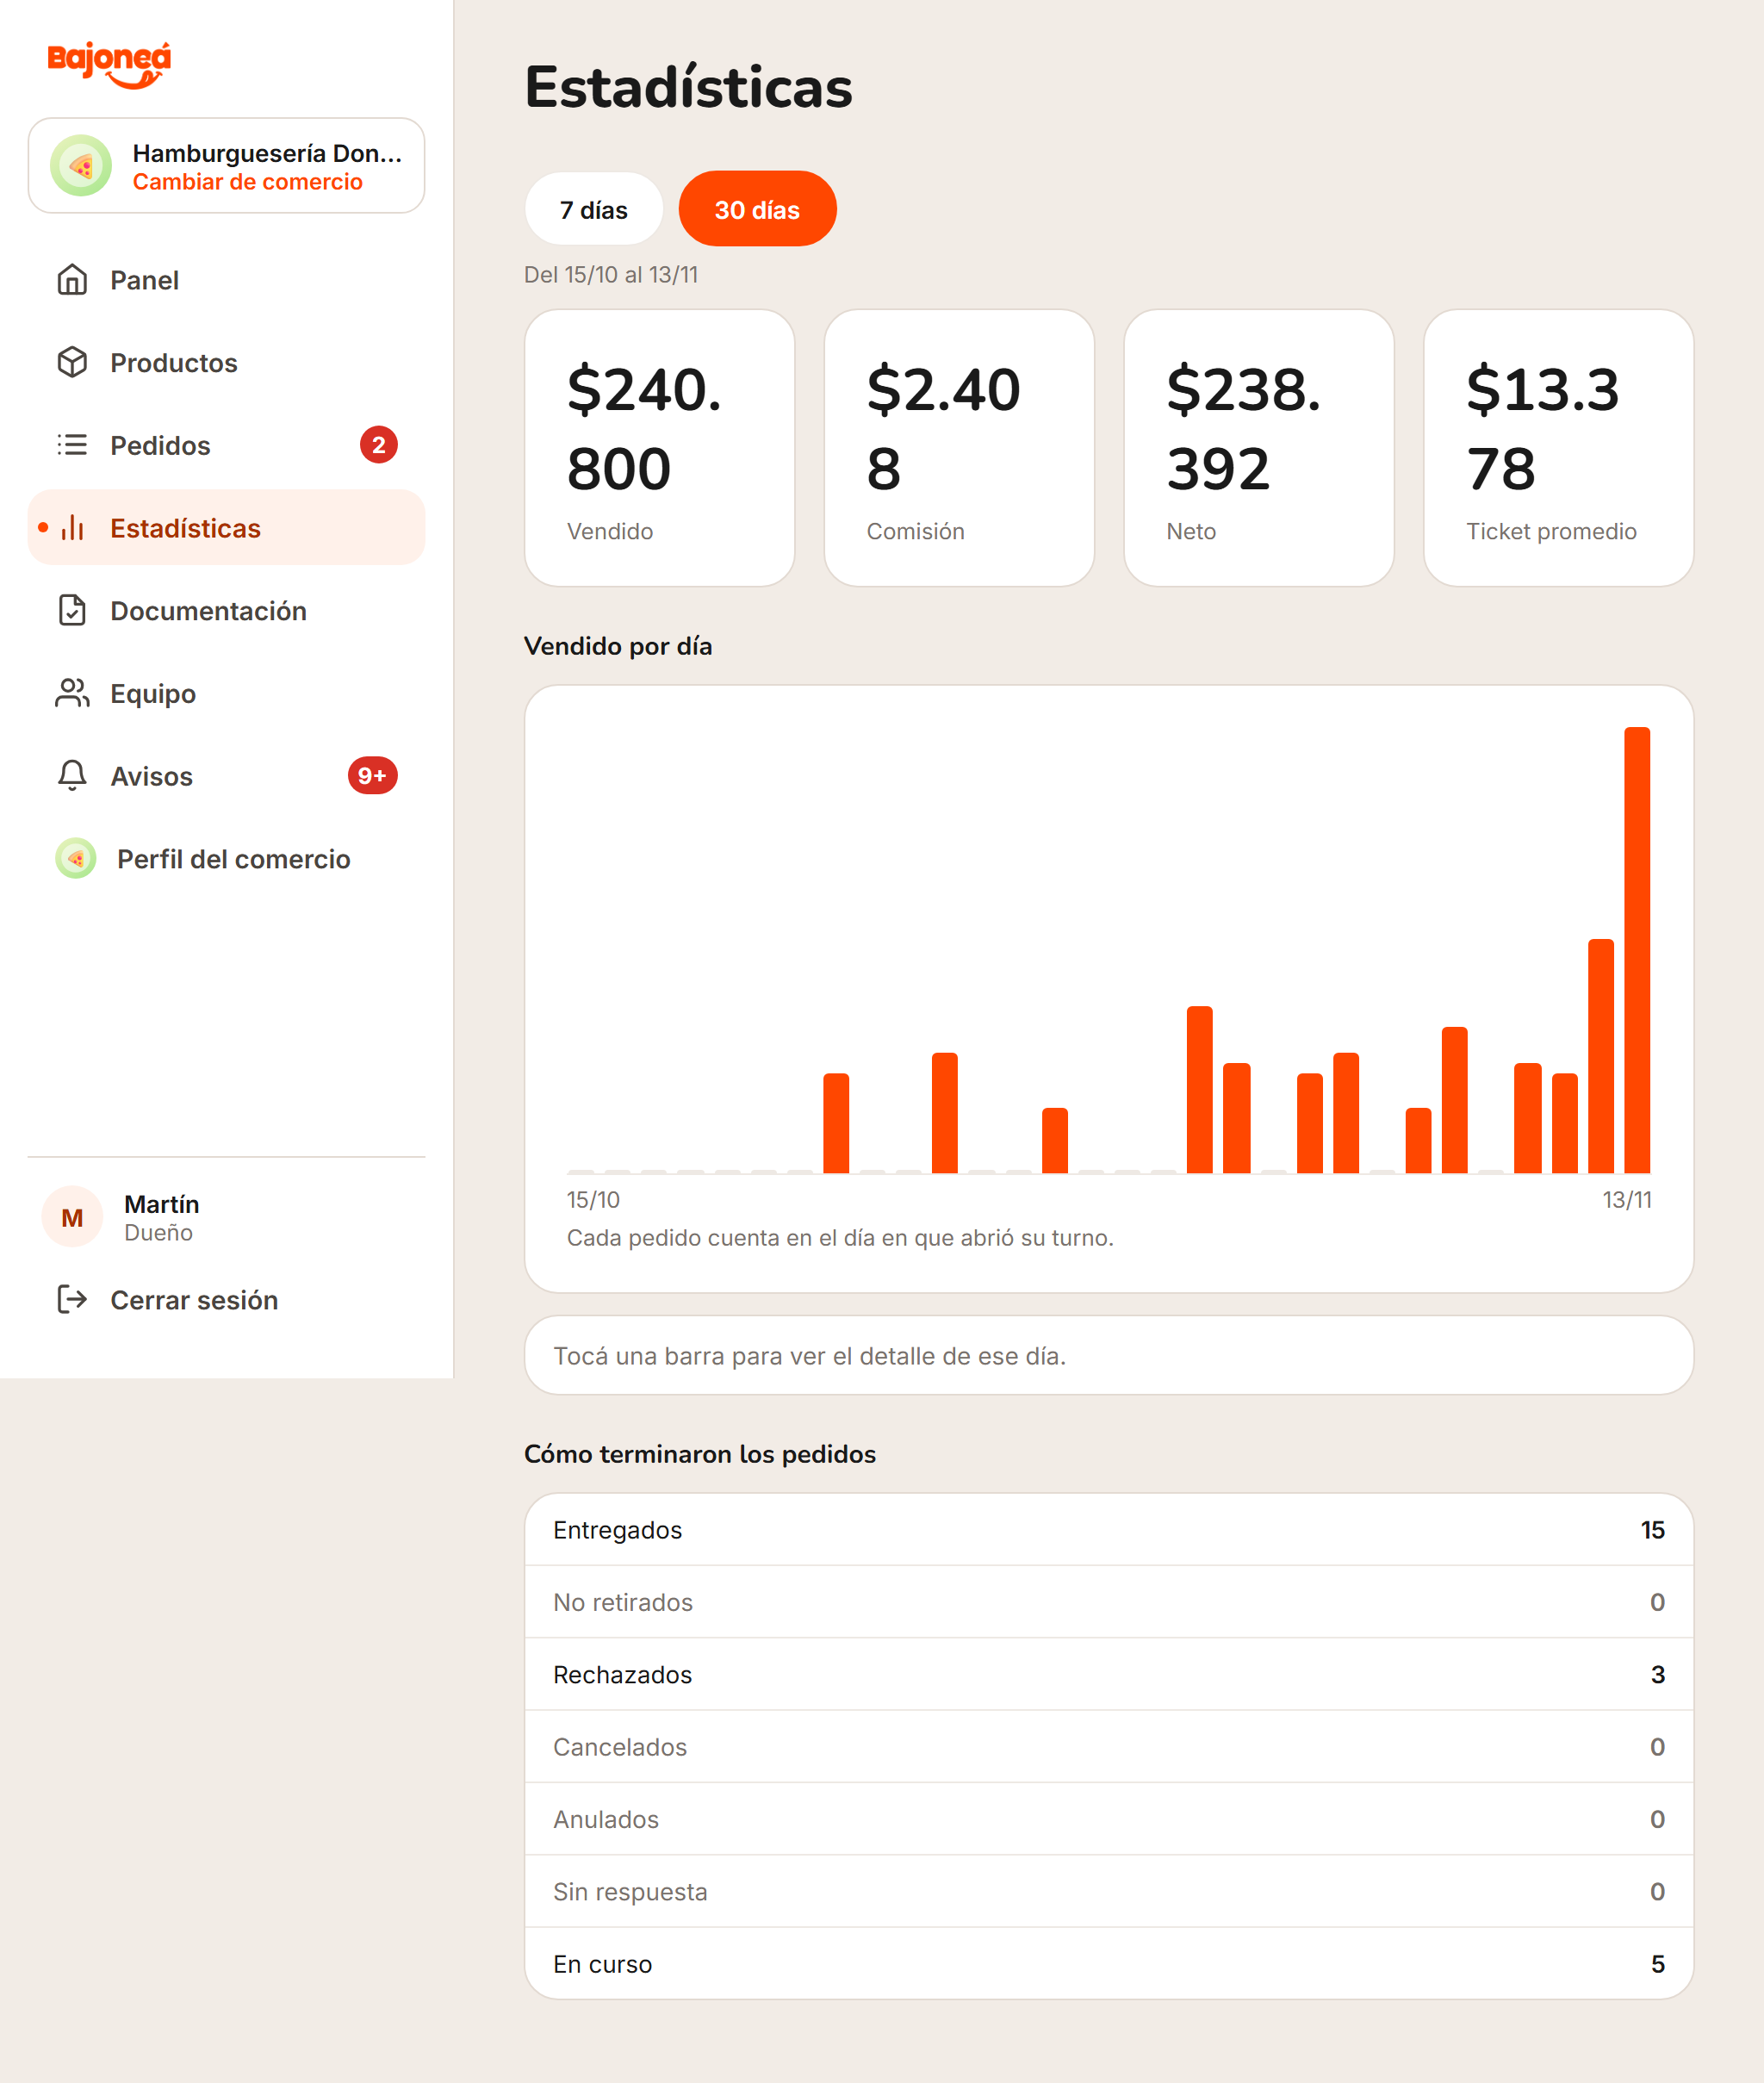 Bajoneá
Hamburguesería Don...
Cambiar de comercio
Panel
Productos
Pedidos 2
Estadísticas
Documentación
Equipo
Avisos 9+
Perfil del comercio
M
Martín
Dueño
Cerrar sesión
Estadísticas
7 días 30 días
Del 15/10 al 13/11
$240.
800
Vendido
$2.40
8
Comisión
$238.
392
Neto
$13.3
78
Ticket promedio
Vendido por día
15/10 13/11
Cada pedido cuenta en el día en que abrió su turno.
Tocá una barra para ver el detalle de ese día.
Cómo terminaron los pedidos
Entregados 15
No retirados 0
Rechazados 3
Cancelados 0
Anulados 0
Sin respuesta 0
En curso 5